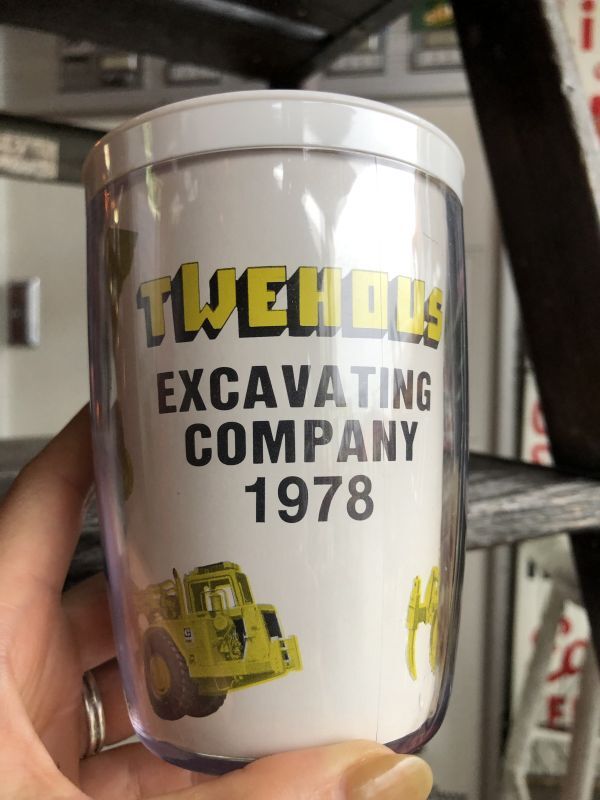 TWEHOUS
EXCAVATING
COMPANY
1978